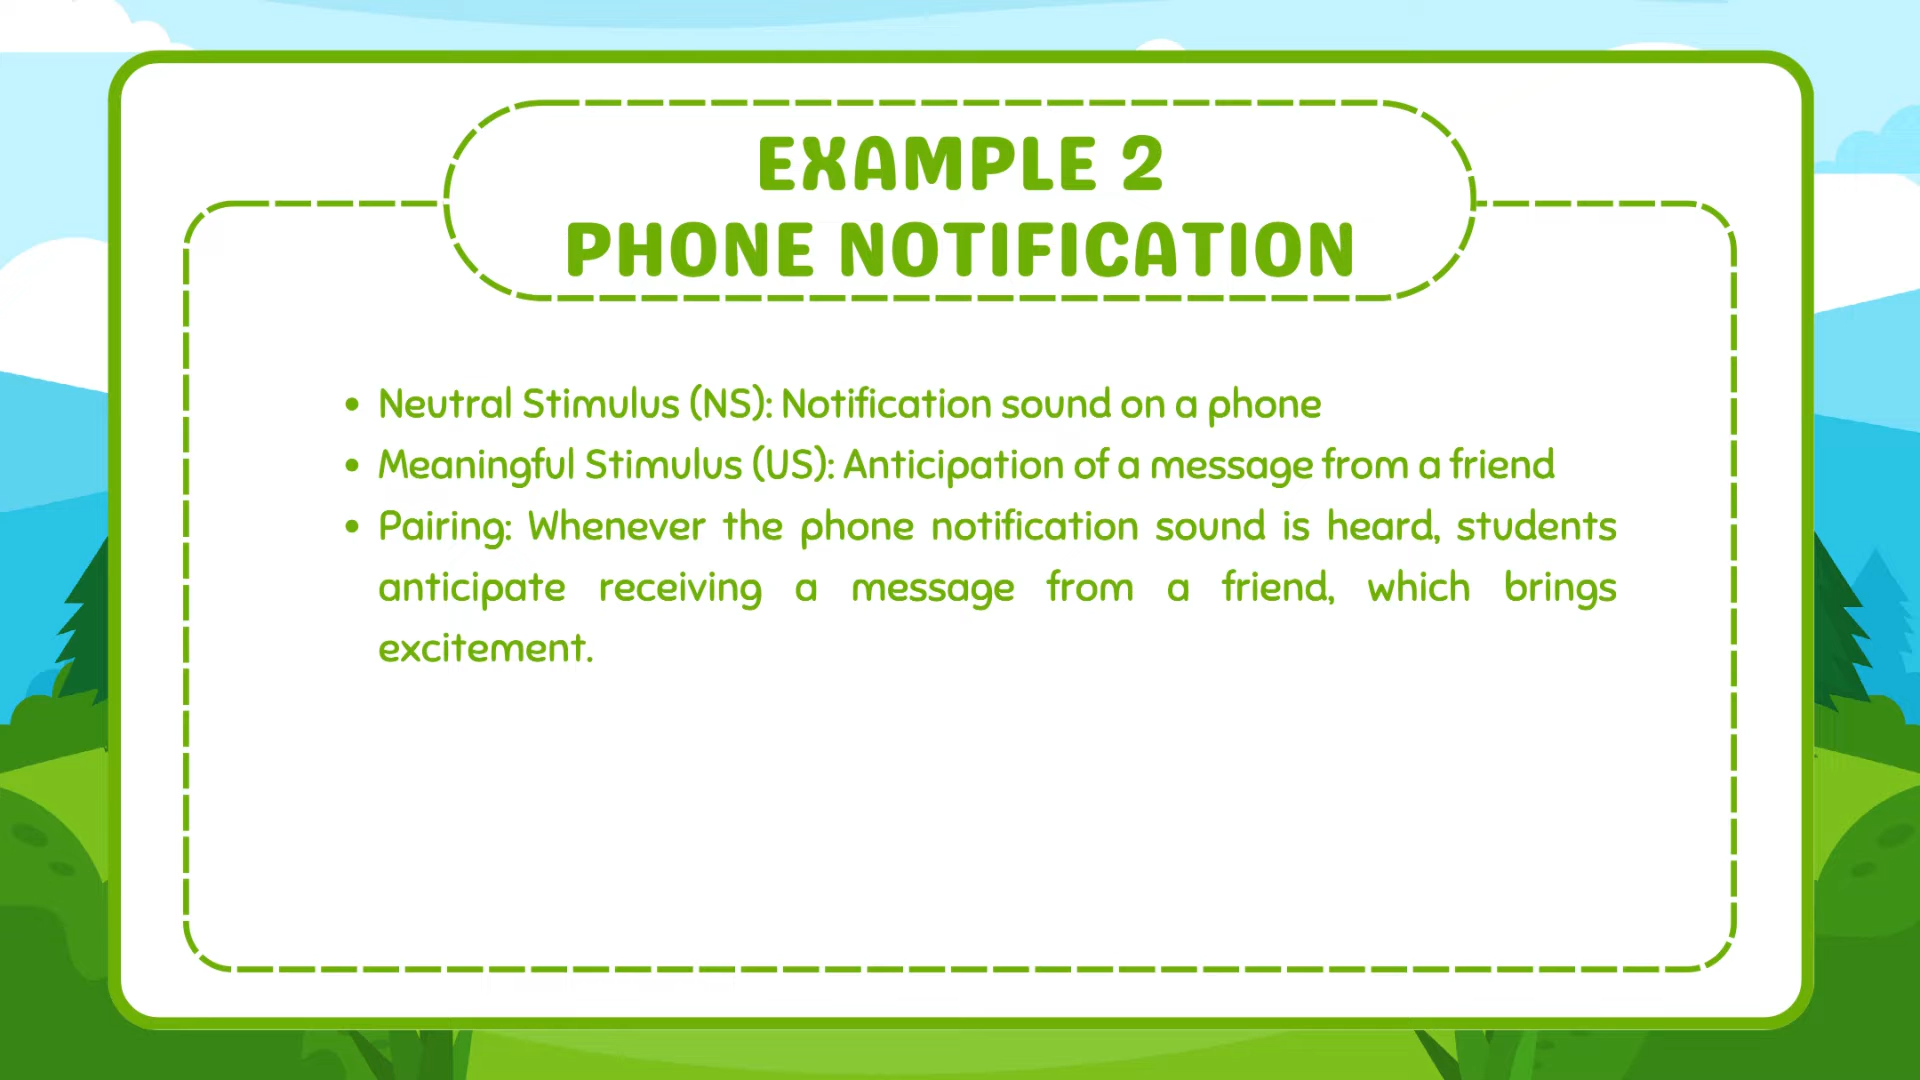 EXAMPLE 2
PHONE NOTIFICATION
• Neutral Stimulus (NS): Notification sound on a phone
• Meaningful Stimulus (US): Anticipation of a message from a friend
• Pairing: Whenever the phone notification sound is heard, students
anticipate receiving a message from a friend, which brings
excitement.